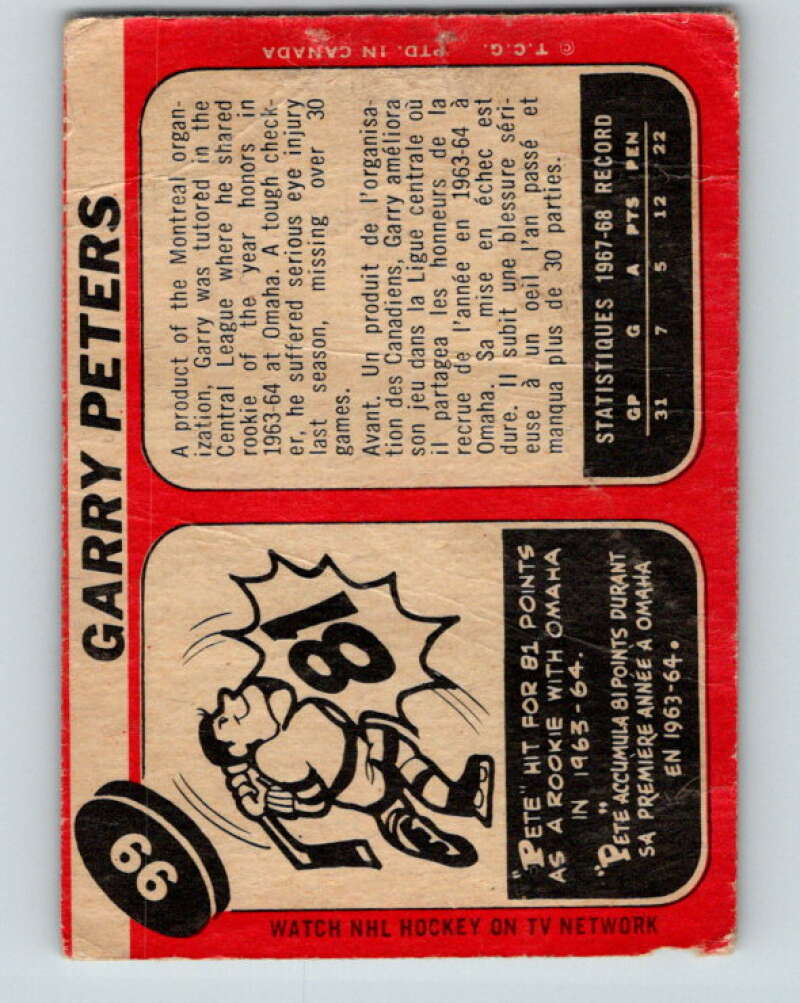 GARRY PETERS
66
81
"PETE" HIT FOR 81 POINTS
AS A ROOKIE WITH OMAHA
IN 1963-64.
"PETE" ACCUMULA 81 POINTS DURANT
SA PREMIÈRE ANNÉE A OMAHA
EN 1963-64.
A product of the Montreal organ-
ization, Garry was tutored in the
Central League where he shared
rookie of the year honors in
1963-64 at Omaha. A tough check-
er, he suffered serious eye injury
last season, missing over 30
games.
Avant. Un produit de l'organisa-
tion des Canadiens, Garry améliora
son jeu dans la Ligue centrale où
il partagea les honneurs de la
recrue de l'année en 1963-64 à
Omaha. Sa mise en échec est
dure. Il subit une blessure séri-
euse à un oeil l'an passé et
manqua plus de 30 parties.
STATISTIQUES 1967-68 RECORD
GP G A PTS PEN
31 7 5 12 22
WATCH NHL HOCKEY ON TV NETWORK
© T.C.G. PTD. IN CANADA